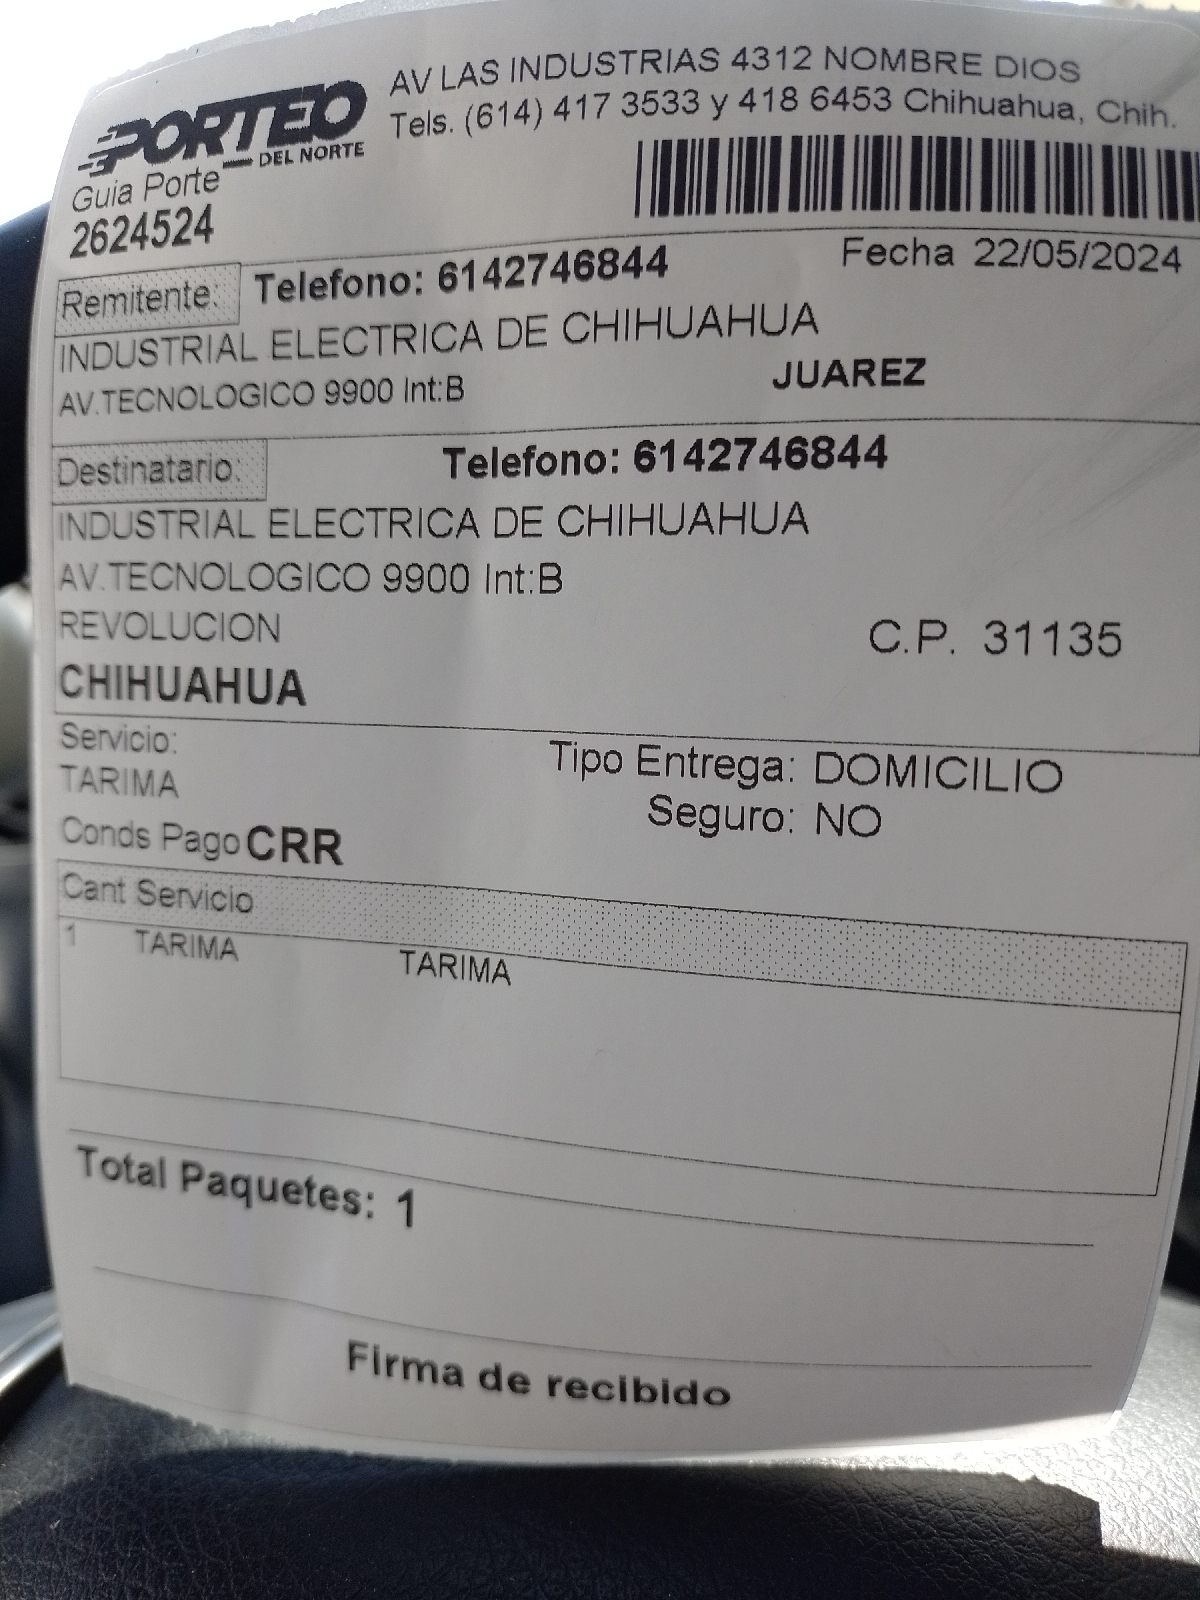 PORTEO
DEL NORTE
AV LAS INDUSTRIAS 4312 NOMBRE DIOS
Tels. (614) 417 3533 y 418 6453 Chihuahua, Chih.
Guia Porte
2624524
Fecha 22/05/2024
Remitente: Telefono: 6142746844
INDUSTRIAL ELECTRICA DE CHIHUAHUA
AV.TECNOLOGICO 9900 Int:B JUAREZ
Destinatario: Telefono: 6142746844
INDUSTRIAL ELECTRICA DE CHIHUAHUA
AV.TECNOLOGICO 9900 Int:B
REVOLUCION C.P. 31135
CHIHUAHUA
Servicio: Tipo Entrega: DOMICILIO
TARIMA Seguro: NO
Conds Pago CRR
Cant Servicio
1 TARIMA TARIMA
Total Paquetes: 1
Firma de recibido